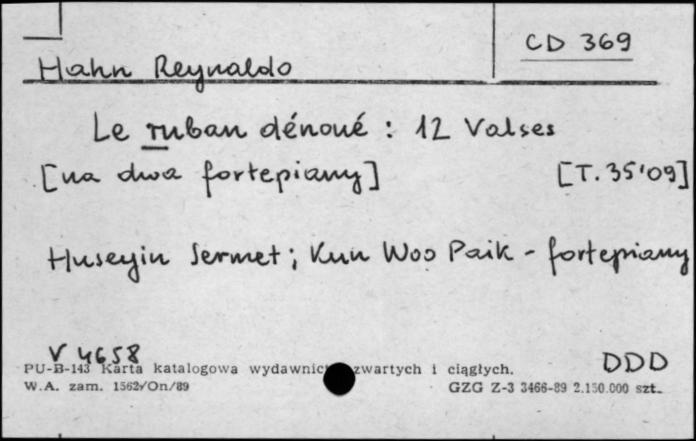 CD 369
Hahn Reynaldo
Le ruban dénoué : 12 Valses
[na dwa fortepiany] [T. 35'09]
Huseyin Sermet ; Kun Woo Paik - fortepiany
V 4658 DDD
PU-B-143 Karta katalogowa wydawnict zwartych i ciągłych.
W.A. zam. 1562/On/89 GZG Z-3 3466-89 2.150.000 szt.